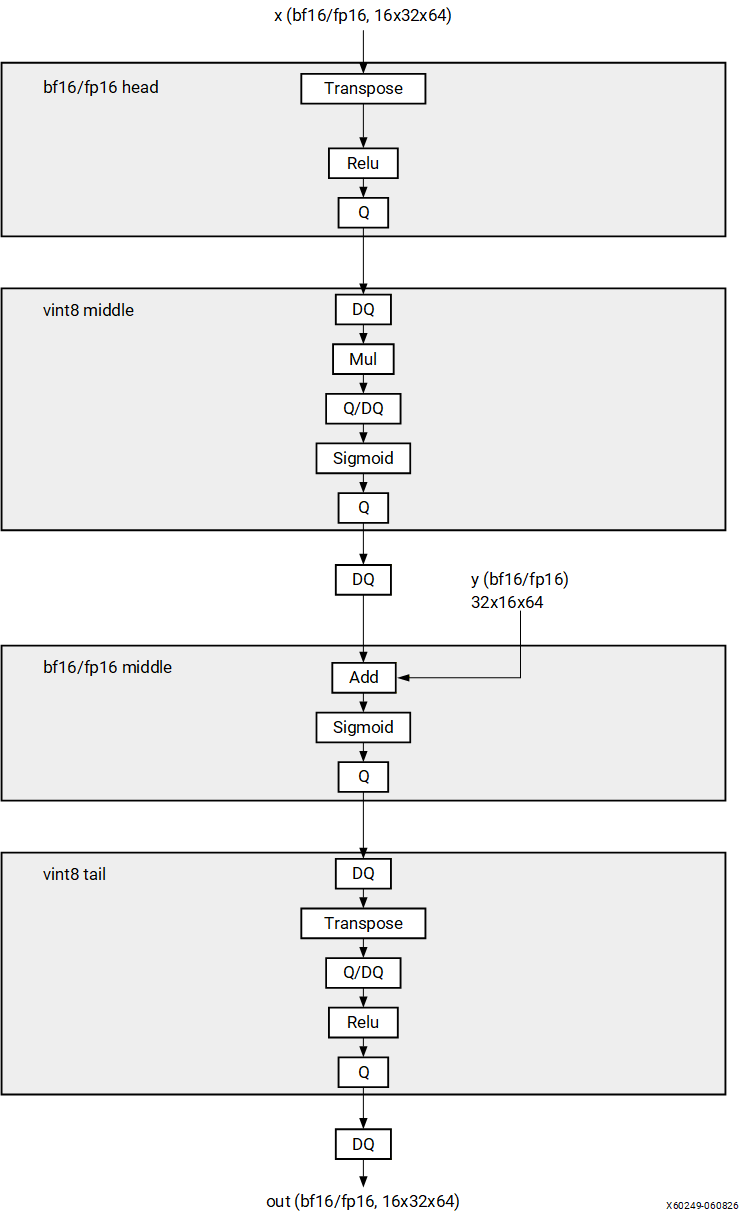 x (bf16/fp16, 16x32x64)
bf16/fp16 head
Transpose
Relu
Q
vint8 middle
DQ
Mul
Q/DQ
Sigmoid
Q
DQ
y (bf16/fp16)
32x16x64
bf16/fp16 middle
Add
Sigmoid
Q
vint8 tail
DQ
Transpose
Q/DQ
Relu
Q
DQ
out (bf16/fp16, 16x32x64)
X60249-060826